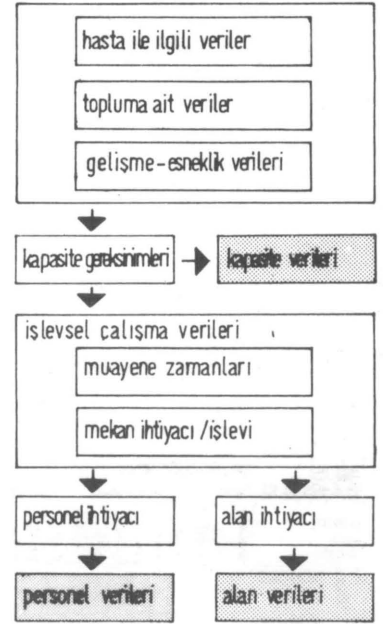 hasta ile ilgili veriler
topluma ait veriler
gelişme-esneklik verileri
kapasite gereksinimleri
kapasite verileri
işlevsel çalışma verileri
muayene zamanları
mekan ihtiyacı /işlevi
personel ihtiyacı
alan ihtiyacı
personel verileri
alan verileri